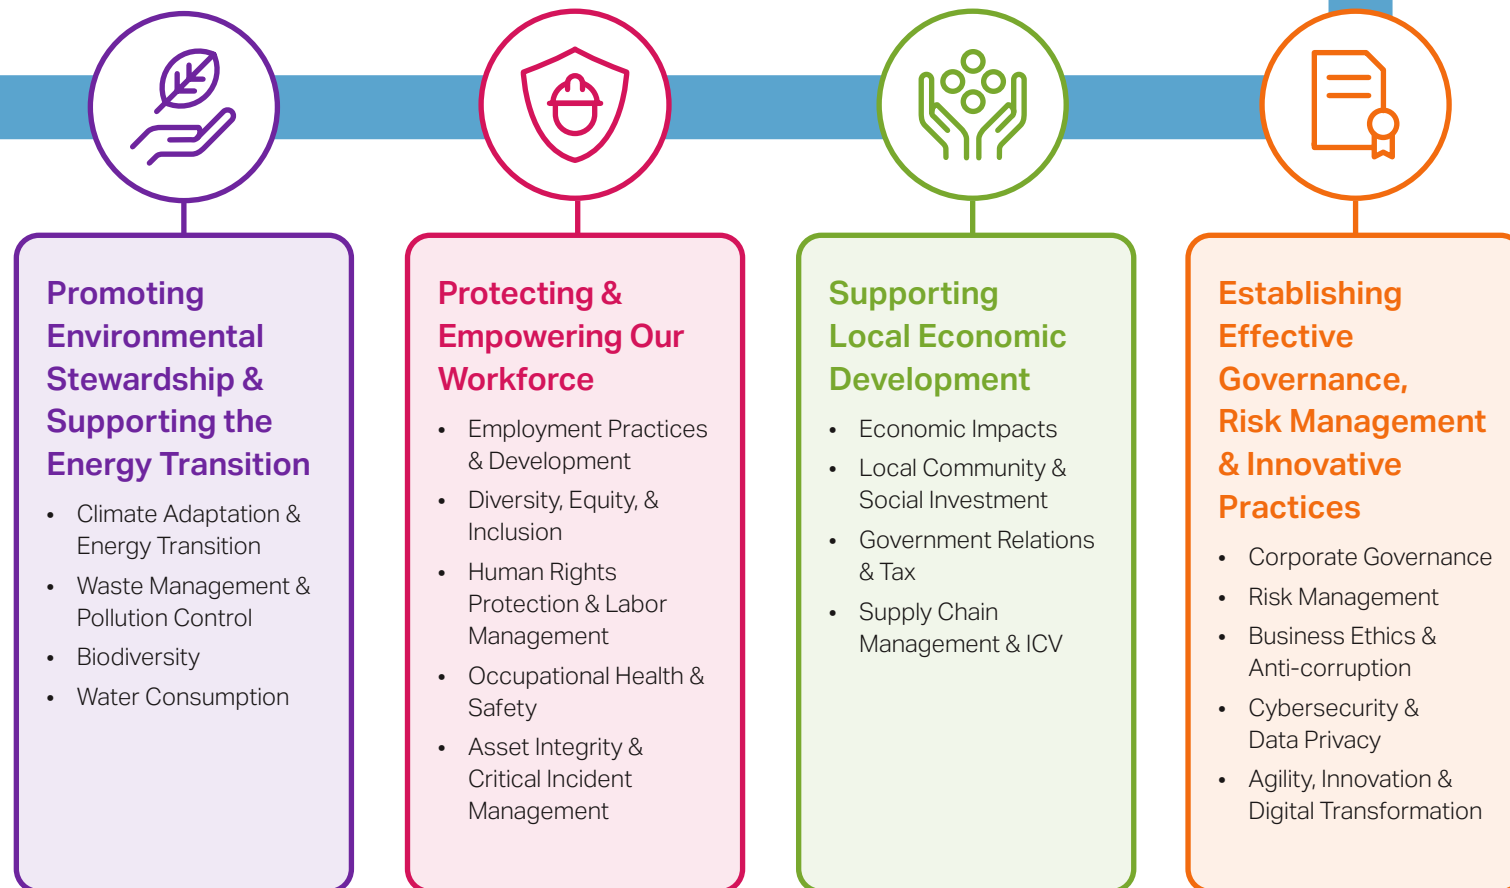 Promoting
Environmental
Stewardship &
Supporting the
Energy Transition
• Climate Adaptation &
Energy Transition
• Waste Management &
Pollution Control
• Biodiversity
• Water Consumption
Protecting &
Empowering Our
Workforce
• Employment Practices
& Development
• Diversity, Equity, &
Inclusion
• Human Rights
Protection & Labor
Management
• Occupational Health &
Safety
• Asset Integrity &
Critical Incident
Management
Supporting
Local Economic
Development
• Economic Impacts
• Local Community &
Social Investment
• Government Relations
& Tax
• Supply Chain
Management & ICV
Establishing
Effective
Governance,
Risk Management
& Innovative
Practices
• Corporate Governance
• Risk Management
• Business Ethics &
Anti-corruption
• Cybersecurity &
Data Privacy
• Agility, Innovation &
Digital Transformation